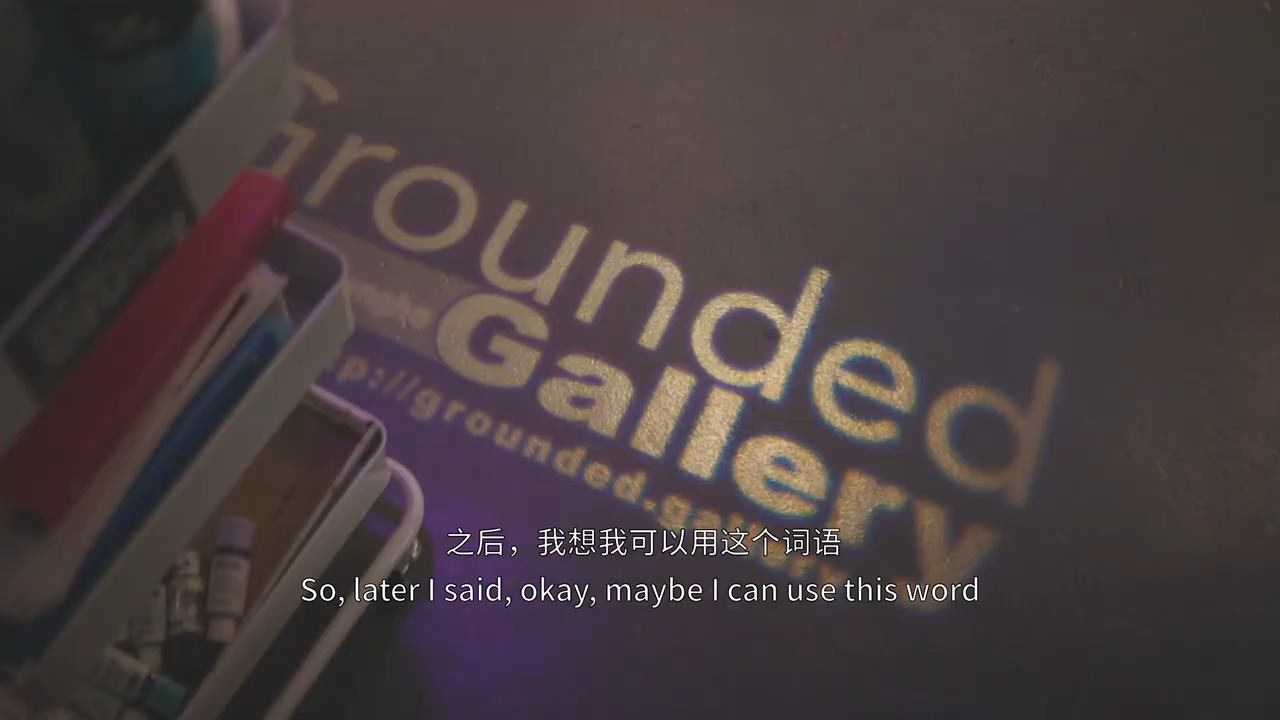 Grounded
Gallery
p://grounded.gallery
之后，我想我可以用这个词语
So, later I said, okay, maybe I can use this word